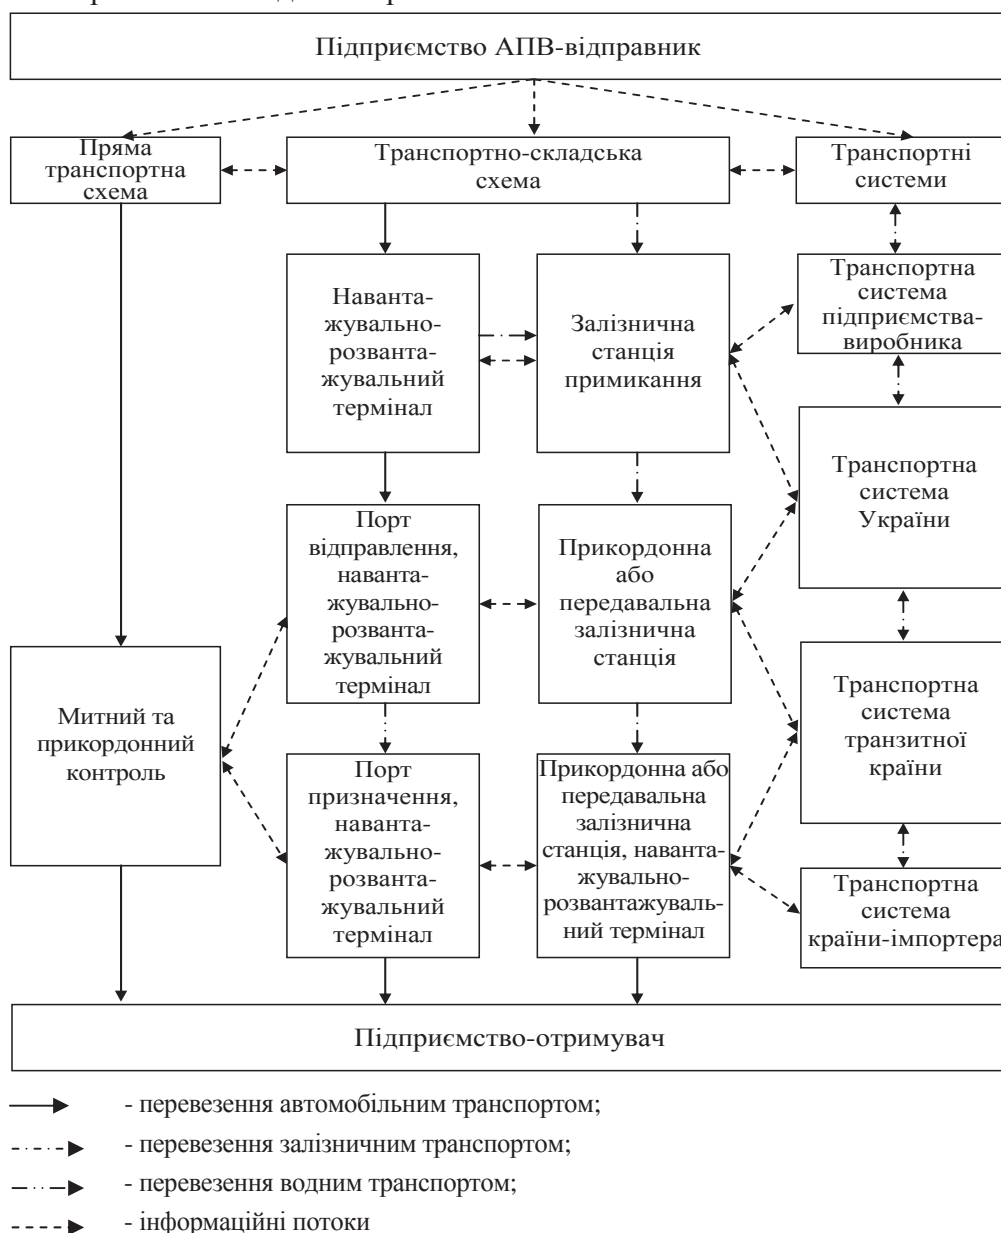 Підприємство АПВ-відправник
Пряма
транспортна
схема
Транспортно-складська
схема
Транспортні
системи
Наванта-
жувально-
розванта-
жувальний
термінал
Залізнична
станція
примикання
Транспортна
система
підприємства-
виробника
Транспортна
система
України
Порт
відправлення,
наванта-
жувально-
розванта-
жувальний
термінал
Прикордонна
або
передавальна
залізнична
станція
Митний та
прикордонний
контроль
Транспортна
система
транзитної
країни
Порт
призначення,
наванта-
жувально-
розванта-
жувальний
термінал
Прикордонна або
передавальна
залізнична
станція, наванта-
жувально-
розвантажуваль-
ний термінал
Транспортна
система
країни-імпортера
Підприємство-отримувач
- перевезення автомобільним транспортом;
- перевезення залізничним транспортом;
- перевезення водним транспортом;
- інформаційні потоки